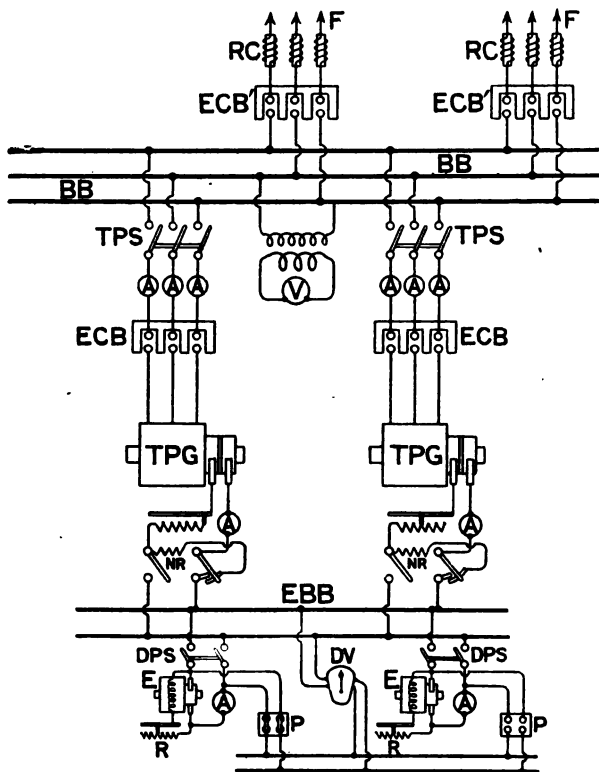 F F
RC RC
ECB' ECB'
BB
BB
TPS TPS
A A A A A A
V
ECB ECB
TPG TPG
A A
NR NR
EBB
DPS DV DPS
E E
A A
P P
R R